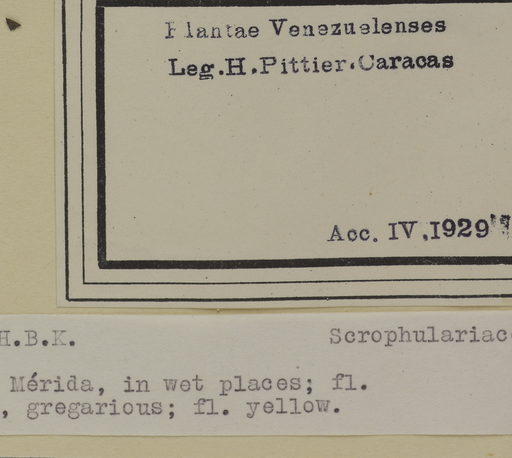 Plantae Venezuelenses
Leg.H.Pittier.Caracas
Acc. IV,1929
H.B.K. Scrophulariac
Mérida, in wet places; fl.
, gregarious; fl. yellow.